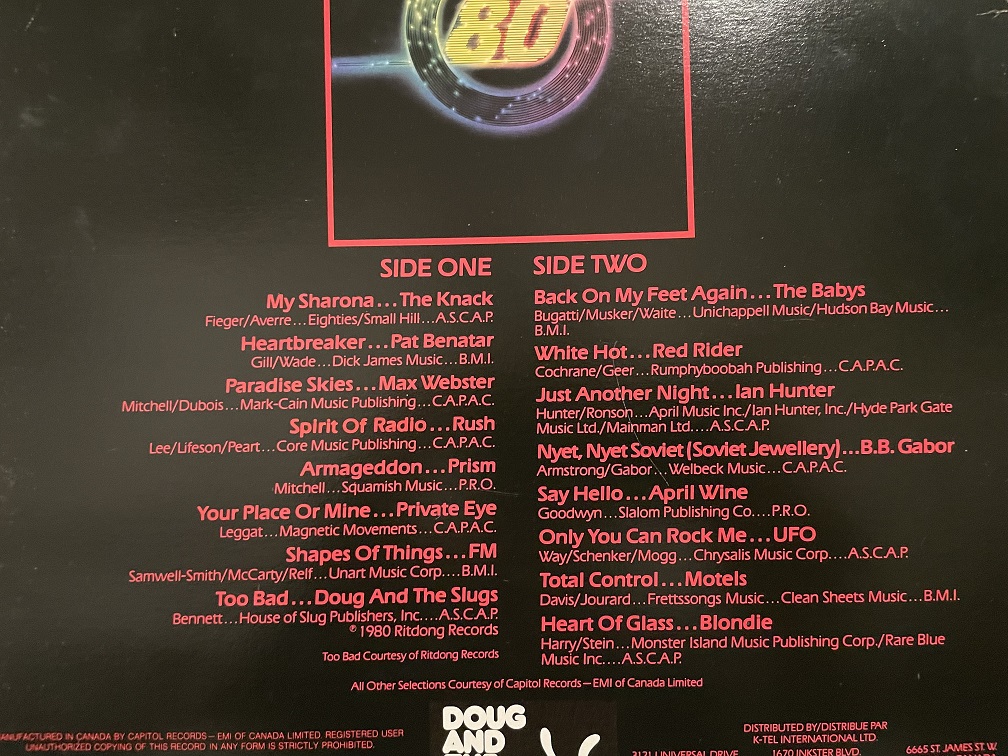 80
SIDE ONE
My Sharona...The Knack
Fieger/Averre...Eighties/Small Hill...A.S.C.A.P.
Heartbreaker...Pat Benatar
Gill/Wade...Dick James Music...B.M.I.
Paradise Skies...Max Webster
Mitchell/Dubois...Mark-Cain Music Publishing...C.A.P.A.C.
Spirit Of Radio...Rush
Lee/Lifeson/Peart...Core Music Publishing...C.A.P.A.C.
Armageddon...Prism
Mitchell...Squamish Music...P.R.O.
Your Place Or Mine...Private Eye
Leggat...Magnetic Movements...C.A.P.A.C.
Shapes Of Things...FM
Samwell-Smith/McCarty/Relf...Unart Music Corp....B.M.I.
Too Bad...Doug And The Slugs
Bennett...House of Slug Publishers, Inc....A.S.C.A.P.
℗ 1980 Ritdong Records
Too Bad Courtesy of Ritdong Records
SIDE TWO
Back On My Feet Again...The Babys
Bugatti/Musker/Waite...Unichappell Music/Hudson Bay Music...
B.M.I.
White Hot...Red Rider
Cochrane/Geer...Rumphyboobah Publishing...C.A.P.A.C.
Just Another Night...Ian Hunter
Hunter/Ronson...April Music Inc./Ian Hunter, Inc./Hyde Park Gate
Music Ltd./Mainman Ltd....A.S.C.A.P.
Nyet, Nyet Soviet (Soviet Jewellery)...B.B. Gabor
Armstrong/Gabor...Welbeck Music...C.A.P.A.C.
Say Hello...April Wine
Goodwyn...Slalom Publishing Co....P.R.O.
Only You Can Rock Me...UFO
Way/Schenker/Mogg...Chrysalis Music Corp....A.S.C.A.P.
Total Control...Motels
Davis/Jourard...Frettssongs Music...Clean Sheets Music...B.M.I.
Heart Of Glass...Blondie
Harry/Stein...Monster Island Music Publishing Corp./Rare Blue
Music Inc....A.S.C.A.P.
All Other Selections Courtesy of Capitol Records—EMI of Canada Limited
MANUFACTURED IN CANADA BY CAPITOL RECORDS — EMI OF CANADA LIMITED. REGISTERED USER
UNAUTHORIZED COPYING OF THIS RECORD IN ANY FORM IS STRICTLY PROHIBITED.
DOUG
AND
DISTRIBUTED BY/DISTRIBUE PAR
K-TEL INTERNATIONAL LTD.
3121 UNIVERSAL DRIVE
1670 INKSTER BLVD.
6665 ST. JAMES ST. W.